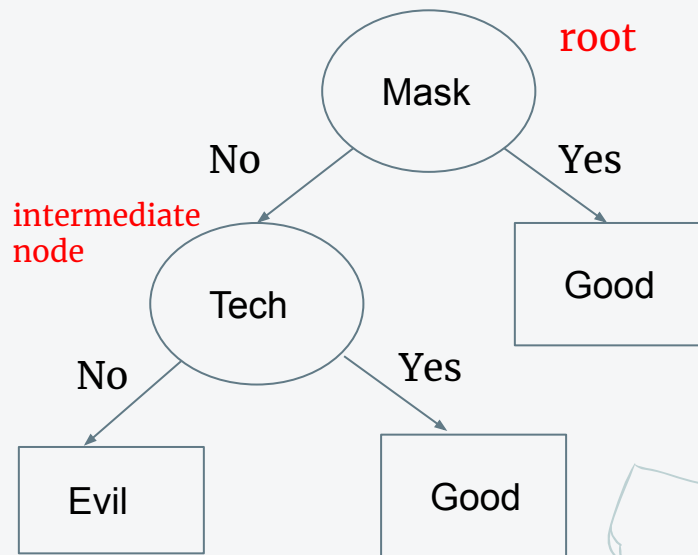 root
Mask
No
Yes
intermediate
node
Tech
Good
No
Yes
Evil
Good